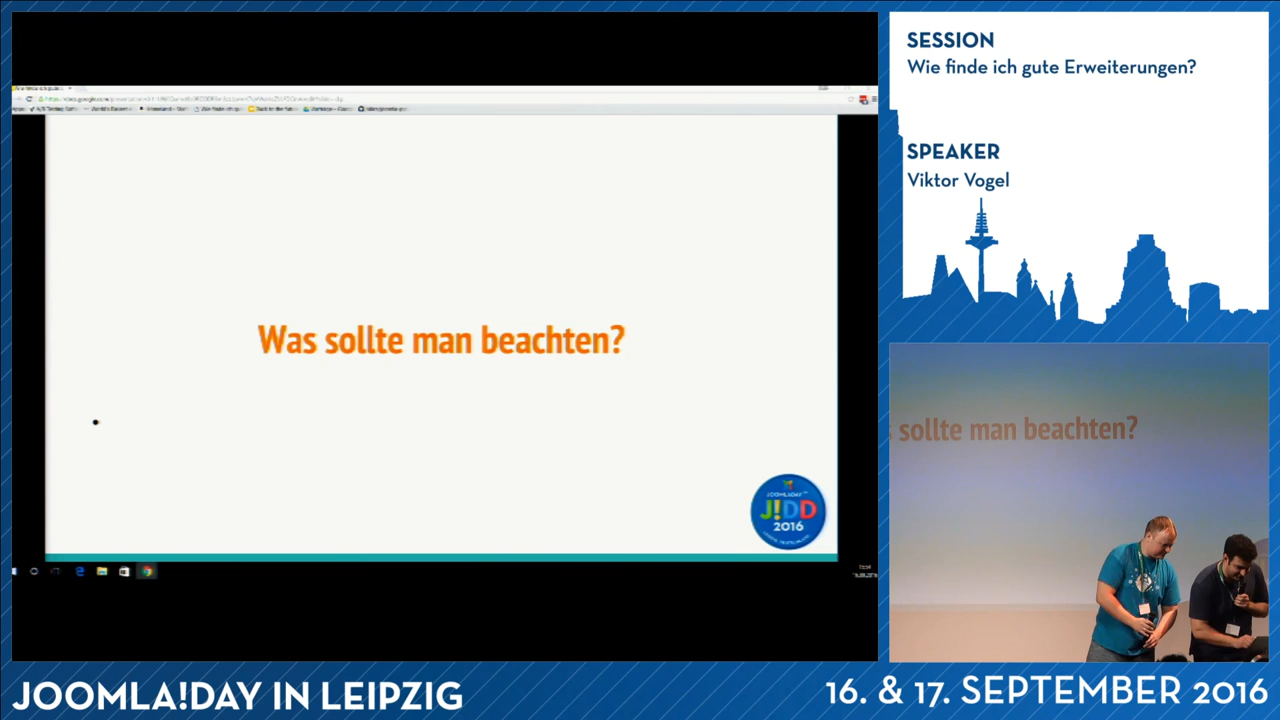 SESSION
Wie finde ich gute Erweiterungen?
SPEAKER
Viktor Vogel
Was sollte man beachten?
JOOMLADAY
J!DD
2016
sollte man beachten?
JOOMLA!DAY IN LEIPZIG
16. & 17. SEPTEMBER 2016